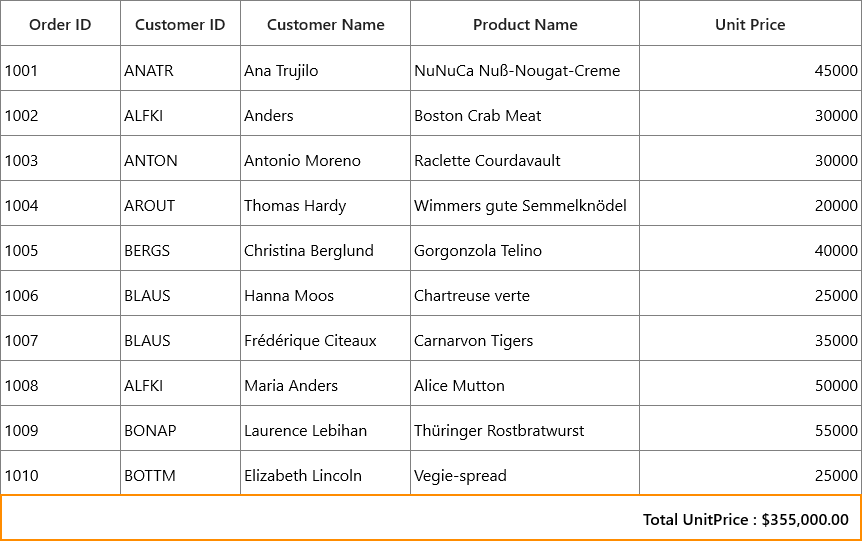 Order ID Customer ID Customer Name Product Name Unit Price
1001 ANATR Ana Trujilo NuNuCa Nuß-Nougat-Creme 45000
1002 ALFKI Anders Boston Crab Meat 30000
1003 ANTON Antonio Moreno Raclette Courdavault 30000
1004 AROUT Thomas Hardy Wimmers gute Semmelknödel 20000
1005 BERGS Christina Berglund Gorgonzola Telino 40000
1006 BLAUS Hanna Moos Chartreuse verte 25000
1007 BLAUS Frédérique Citeaux Carnarvon Tigers 35000
1008 ALFKI Maria Anders Alice Mutton 50000
1009 BONAP Laurence Lebihan Thüringer Rostbratwurst 55000
1010 BOTTM Elizabeth Lincoln Vegie-spread 25000
Total UnitPrice : $355,000.00